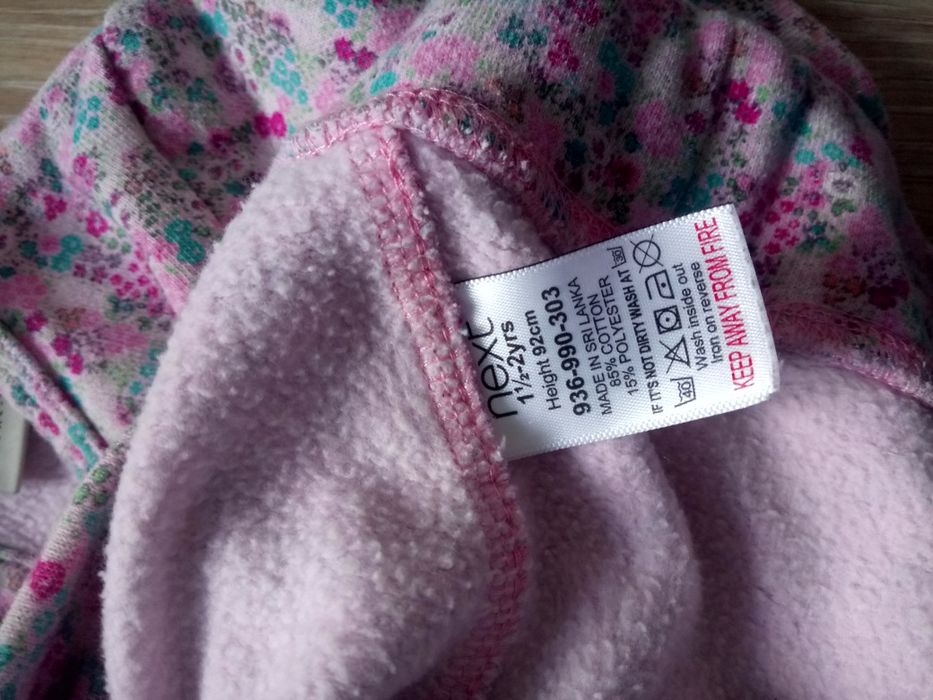 next
1½-2yrs
Height 92cm
936-990-303
MADE IN SRI LANKA
85% COTTON
15% POLYESTER
IF IT'S NOT DIRTY WASH AT 30
40
Wash inside out
Iron on reverse
KEEP AWAY FROM FIRE